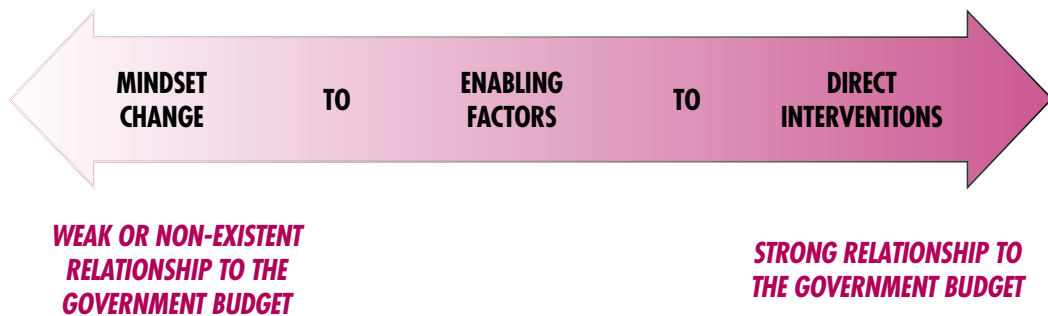 MINDSET
CHANGE
TO
ENABLING
FACTORS
TO
DIRECT
INTERVENTIONS
WEAK OR NON-EXISTENT
RELATIONSHIP TO THE
GOVERNMENT BUDGET
STRONG RELATIONSHIP TO
THE GOVERNMENT BUDGET